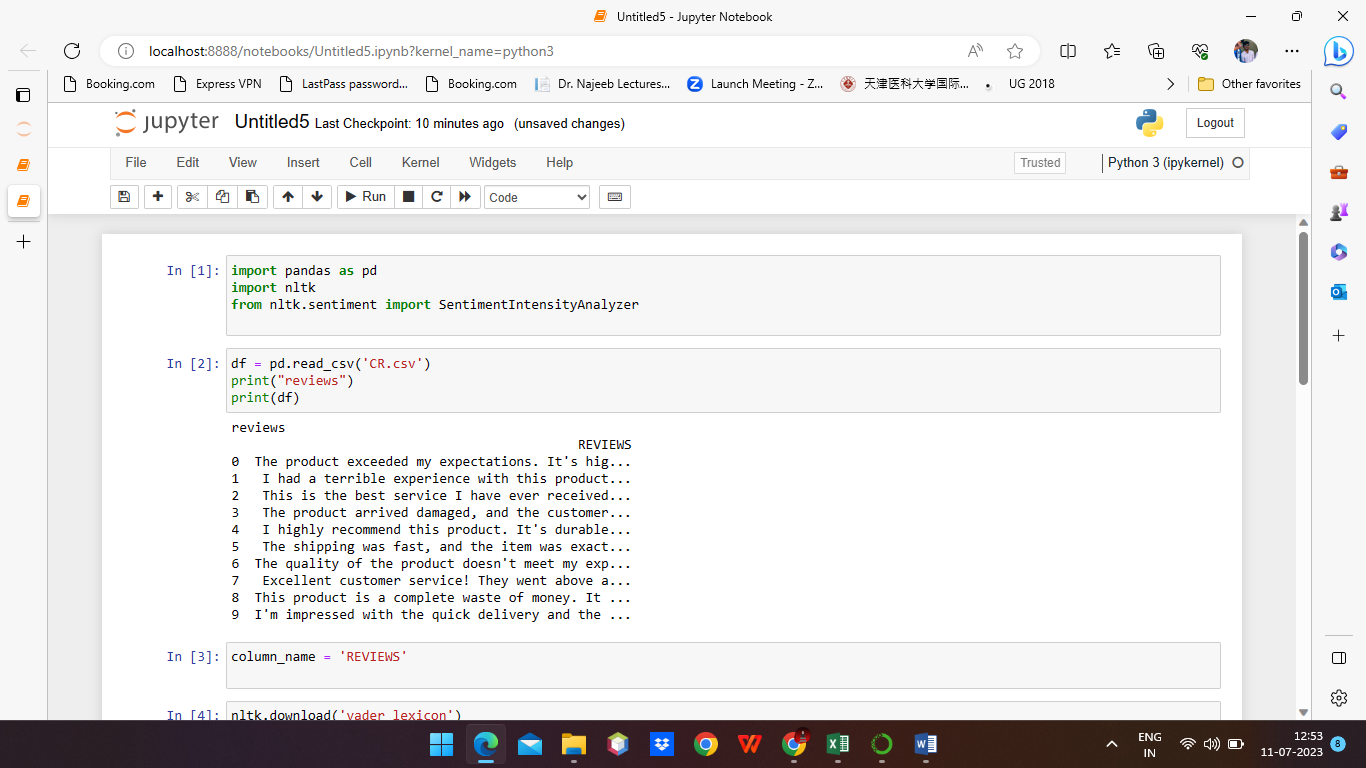 Untitled5 - Jupyter Notebook
localhost:8888/notebooks/Untitled5.ipynb?kernel_name=python3
Booking.com
Express VPN
LastPass password...
Booking.com
Dr. Najeeb Lectures...
Launch Meeting - Z...
天津医科大学国际...
UG 2018
Other favorites
jupyter Untitled5 Last Checkpoint: 10 minutes ago (unsaved changes)
Logout
File Edit View Insert Cell Kernel Widgets Help
Trusted
Python 3 (ipykernel)
Run
Code
In [1]: import pandas as pd
import nltk
from nltk.sentiment import SentimentIntensityAnalyzer
In [2]: df = pd.read_csv('CR.csv')
print("reviews")
print(df)
reviews
REVIEWS
0 The product exceeded my expectations. It's hig...
1 I had a terrible experience with this product...
2 This is the best service I have ever received...
3 The product arrived damaged, and the customer...
4 I highly recommend this product. It's durable...
5 The shipping was fast, and the item was exact...
6 The quality of the product doesn't meet my exp...
7 Excellent customer service! They went above a...
8 This product is a complete waste of money. It ...
9 I'm impressed with the quick delivery and the ...
In [3]: column_name = 'REVIEWS'
In [4]: nltk.download('vader_lexicon')
ENG
IN
12:53
11-07-2023
8